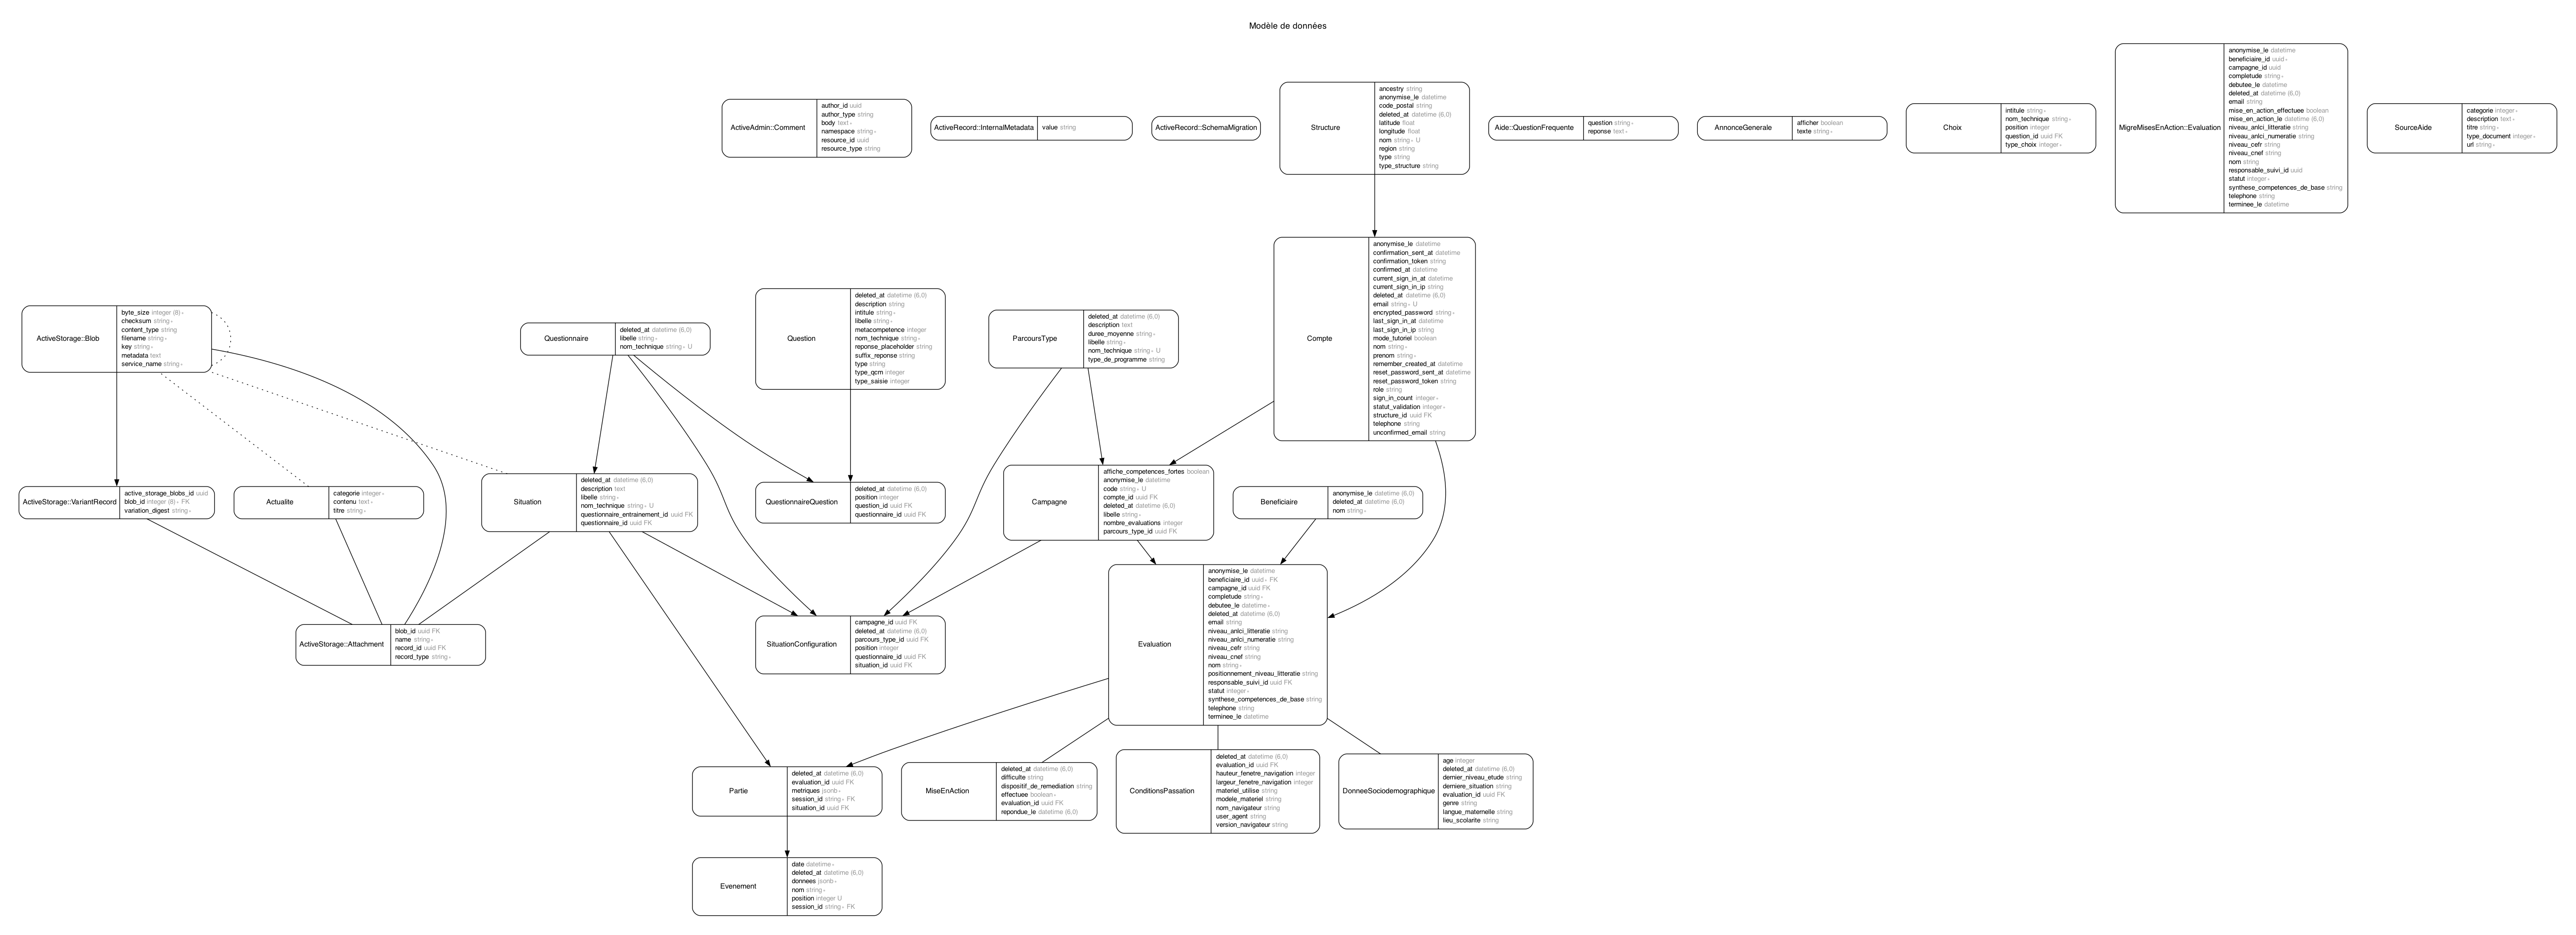 Modèle de données
ActiveAdmin::Comment
author_id uuid
author_type string
body text *
namespace string *
resource_id uuid
resource_type string
ActiveRecord::InternalMetadata
value string
ActiveRecord::SchemaMigration
Structure
ancestry string
anonymise_le datetime
code_postal string
deleted_at datetime (6,0)
latitude float
longitude float
nom string * U
region string
type string
type_structure string
Aide::QuestionFrequente
question string *
reponse text *
AnnonceGenerale
afficher boolean
texte string *
Choix
intitule string *
nom_technique string *
position integer
question_id uuid FK
type_choix integer *
MigreMisesEnAction::Evaluation
anonymise_le datetime
beneficiaire_id uuid *
campagne_id uuid
completude string *
debutee_le datetime
deleted_at datetime (6,0)
email string
mise_en_action_effectuee boolean
mise_en_action_le datetime (6,0)
niveau_anlci_litteratie string
niveau_anlci_numeratie string
niveau_cefr string
niveau_cnef string
nom string
responsable_suivi_id uuid
statut integer *
synthese_competences_de_base string
telephone string
terminee_le datetime
SourceAide
categorie integer *
description text *
titre string *
type_document integer *
url string *
Compte
anonymise_le datetime
confirmation_sent_at datetime
confirmation_token string
confirmed_at datetime
current_sign_in_at datetime
current_sign_in_ip string
deleted_at datetime (6,0)
email string * U
encrypted_password string *
last_sign_in_at datetime
last_sign_in_ip string
mode_tutoriel boolean
nom string *
prenom string *
remember_created_at datetime
reset_password_sent_at datetime
reset_password_token string
role string
sign_in_count integer *
statut_validation integer *
structure_id uuid FK
telephone string
unconfirmed_email string
ActiveStorage::Blob
byte_size integer (8) *
checksum string *
content_type string
filename string *
key string *
metadata text
service_name string *
Questionnaire
deleted_at datetime (6,0)
libelle string *
nom_technique string * U
Question
deleted_at datetime (6,0)
description string
intitule string *
libelle string *
metacompetence integer
nom_technique string *
reponse_placeholder string
suffix_reponse string
type string
type_qcm integer
type_saisie integer
ParcoursType
deleted_at datetime (6,0)
description text
duree_moyenne string *
libelle string *
nom_technique string * U
type_de_programme string
ActiveStorage::VariantRecord
active_storage_blobs_id uuid
blob_id integer (8) * FK
variation_digest string *
Actualite
categorie integer *
contenu text *
titre string *
Situation
deleted_at datetime (6,0)
description text
libelle string *
nom_technique string * U
questionnaire_entrainement_id uuid FK
questionnaire_id uuid FK
QuestionnaireQuestion
deleted_at datetime (6,0)
position integer
question_id uuid FK
questionnaire_id uuid FK
Campagne
affiche_competences_fortes boolean
anonymise_le datetime
code string * U
compte_id uuid FK
deleted_at datetime (6,0)
libelle string *
nombre_evaluations integer
parcours_type_id uuid FK
Beneficiaire
anonymise_le datetime (6,0)
deleted_at datetime (6,0)
nom string *
ActiveStorage::Attachment
blob_id uuid FK
name string *
record_id uuid FK
record_type string *
SituationConfiguration
campagne_id uuid FK
deleted_at datetime (6,0)
parcours_type_id uuid FK
position integer
questionnaire_id uuid FK
situation_id uuid FK
Evaluation
anonymise_le datetime
beneficiaire_id uuid * FK
campagne_id uuid FK
completude string *
debutee_le datetime *
deleted_at datetime (6,0)
email string
niveau_anlci_litteratie string
niveau_anlci_numeratie string
niveau_cefr string
niveau_cnef string
nom string *
positionnement_niveau_litteratie string
responsable_suivi_id uuid FK
statut integer *
synthese_competences_de_base string
telephone string
terminee_le datetime
Partie
deleted_at datetime (6,0)
evaluation_id uuid FK
metriques jsonb *
session_id string * FK
situation_id uuid FK
MiseEnAction
deleted_at datetime (6,0)
difficulte string
dispositif_de_remediation string
effectuee boolean *
evaluation_id uuid FK
repondue_le datetime (6,0)
ConditionsPassation
deleted_at datetime (6,0)
evaluation_id uuid FK
hauteur_fenetre_navigation integer
largeur_fenetre_navigation integer
materiel_utilise string
modele_materiel string
nom_navigateur string
user_agent string
version_navigateur string
DonneeSociodemographique
age integer
deleted_at datetime (6,0)
dernier_niveau_etude string
derniere_situation string
evaluation_id uuid FK
genre string
langue_maternelle string
lieu_scolarite string
Evenement
date datetime *
deleted_at datetime (6,0)
donnees jsonb *
nom string *
position integer U
session_id string * FK